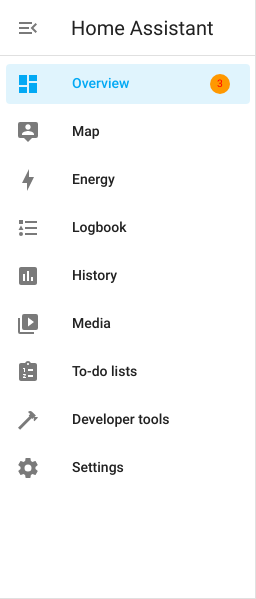 Home Assistant
Overview 3
Map
Energy
Logbook
History
Media
To-do lists
Developer tools
Settings